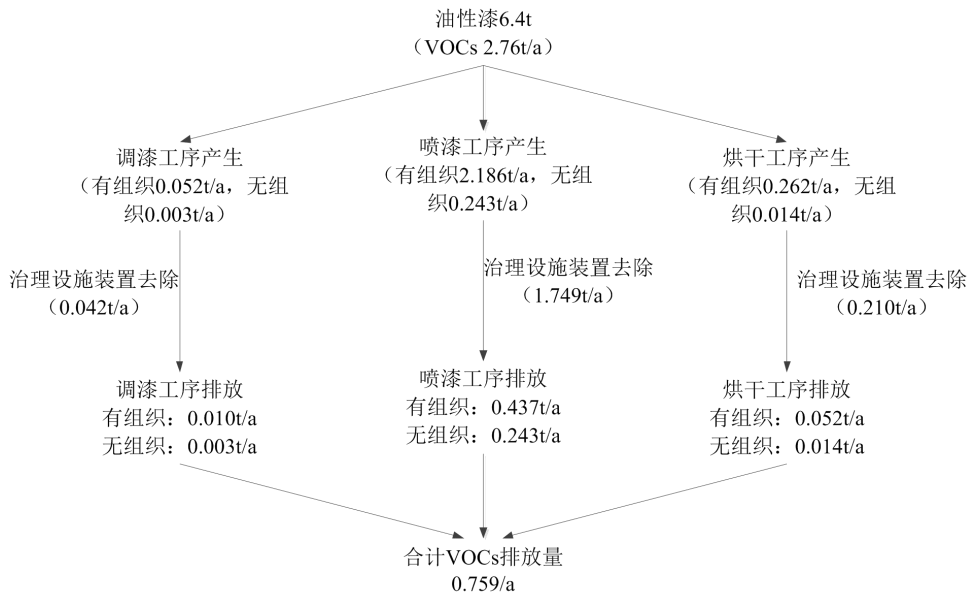 油性漆6.4t
（VOCs 2.76t/a）
调漆工序产生
（有组织0.052t/a，无组
织0.003t/a）
喷漆工序产生
（有组织2.186t/a，无组
织0.243t/a）
烘干工序产生
（有组织0.262t/a，无组
织0.014t/a）
治理设施装置去除
（0.042t/a）
治理设施装置去除
（1.749t/a）
治理设施装置去除
（0.210t/a）
调漆工序排放
有组织：0.010t/a
无组织：0.003t/a
喷漆工序排放
有组织：0.437t/a
无组织：0.243t/a
烘干工序排放
有组织：0.052t/a
无组织：0.014t/a
合计VOCs排放量
0.759/a